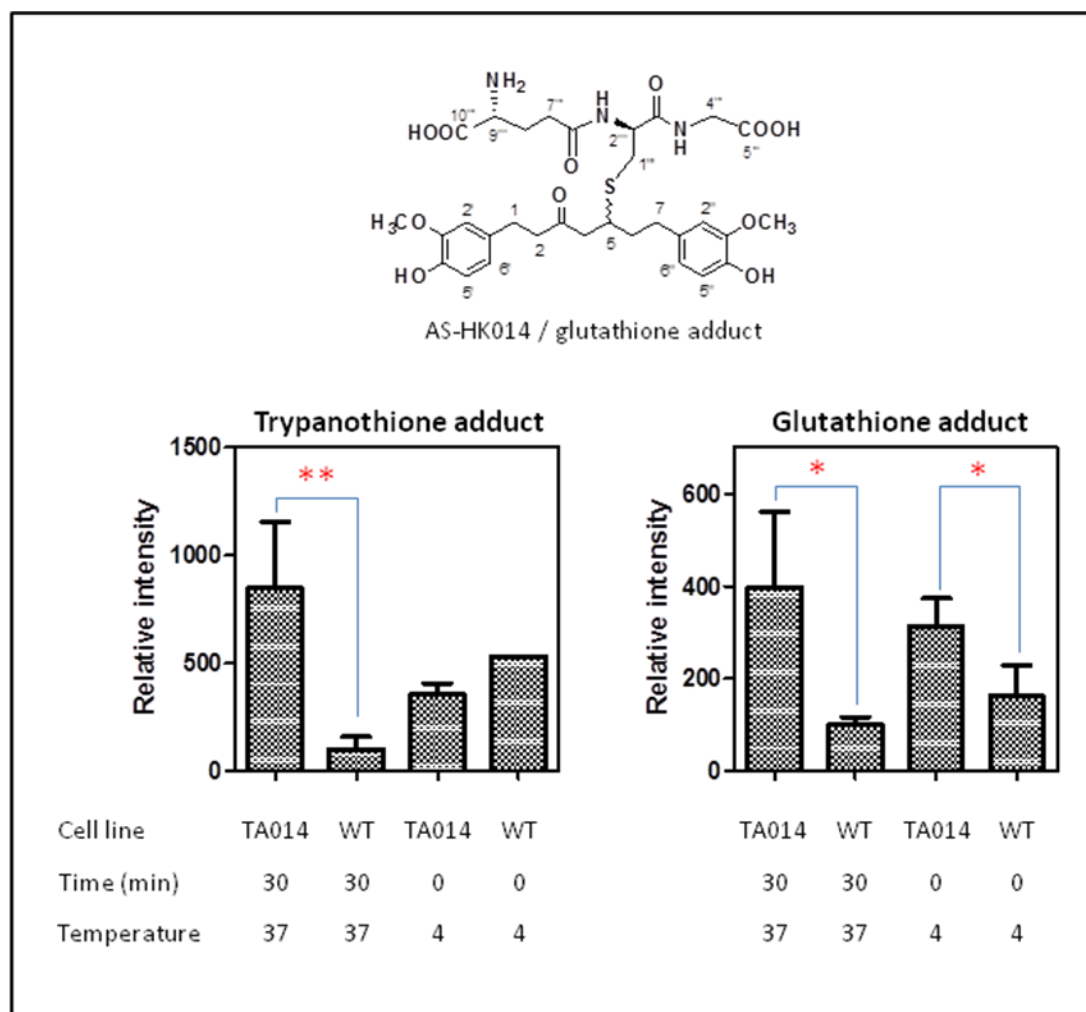 NH₂
10'''
7'''
H
N
O
4'''
HOOC
9'''
O
2'''
N
H
COOH
5'''
1'''
S
H₃CO
2'
1
O
7
2''
OCH₃
HO
6'
2
5
6''
OH
5'
5''
AS-HK014 / glutathione adduct
Trypanothione adduct
Glutathione adduct
Relative intensity
1500
1000
500
0
**
Relative intensity
600
400
200
0
*
*
Cell line TA014 WT TA014 WT TA014 WT TA014 WT
Time (min) 30 30 0 0 30 30 0 0
Temperature 37 37 4 4 37 37 4 4